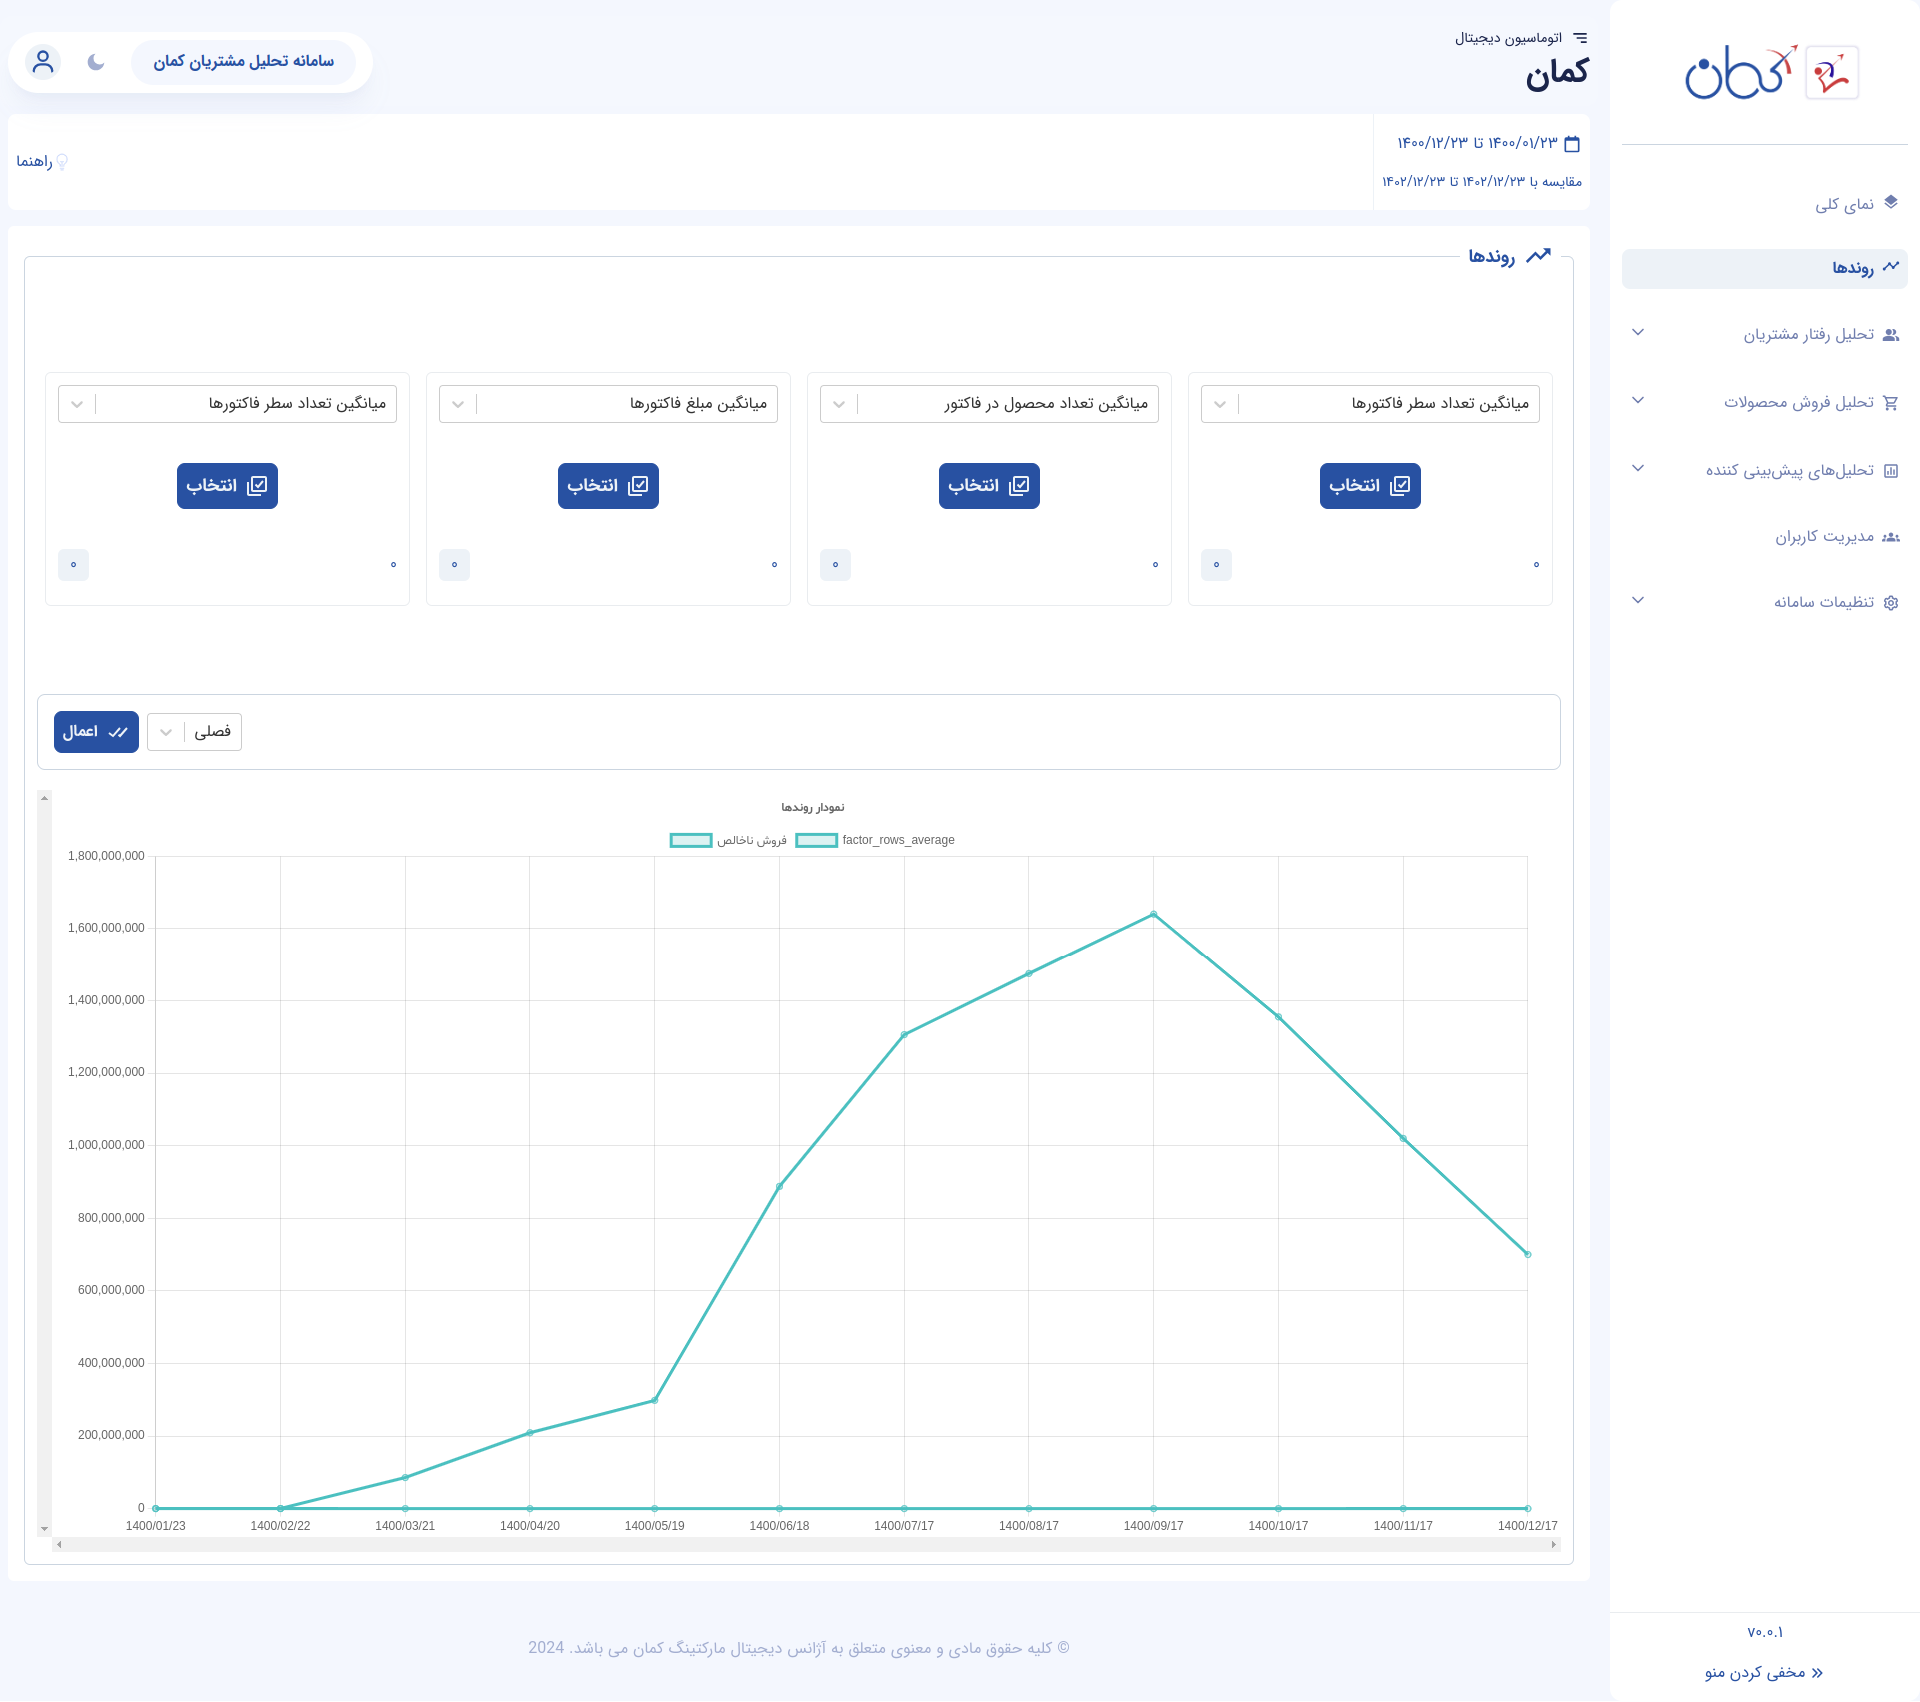 کمان
نمای کلی
روندها
تحلیل رفتار مشتریان
تحلیل فروش محصولات
تحلیل‌های پیش‌بینی کننده
مدیریت کاربران
تنظیمات سامانه
v۰.۰.۱
مخفی کردن منو
اتوماسیون دیجیتال
کمان
سامانه تحلیل مشتریان کمان
۱۴۰۰/۰۱/۲۳ تا ۱۴۰۰/۱۲/۲۳
مقایسه با ۱۴۰۲/۱۲/۲۳ تا ۱۴۰۲/۱۲/۲۳
راهنما
روندها
میانگین تعداد سطر فاکتورها
انتخاب
۰ ۰
میانگین تعداد محصول در فاکتور
انتخاب
۰ ۰
میانگین مبلغ فاکتورها
انتخاب
۰ ۰
میانگین تعداد سطر فاکتورها
انتخاب
۰ ۰
فصلی
اعمال
نمودار روندها
فروش ناخالص factor_rows_average
1,800,000,000
1,600,000,000
1,400,000,000
1,200,000,000
1,000,000,000
800,000,000
600,000,000
400,000,000
200,000,000
0
1400/01/23 1400/02/22 1400/03/21 1400/04/20 1400/05/19 1400/06/18 1400/07/17 1400/08/17 1400/09/17 1400/10/17 1400/11/17 1400/12/17
© کلیه حقوق مادی و معنوی متعلق به آژانس دیجیتال مارکتینگ کمان می باشد. 2024